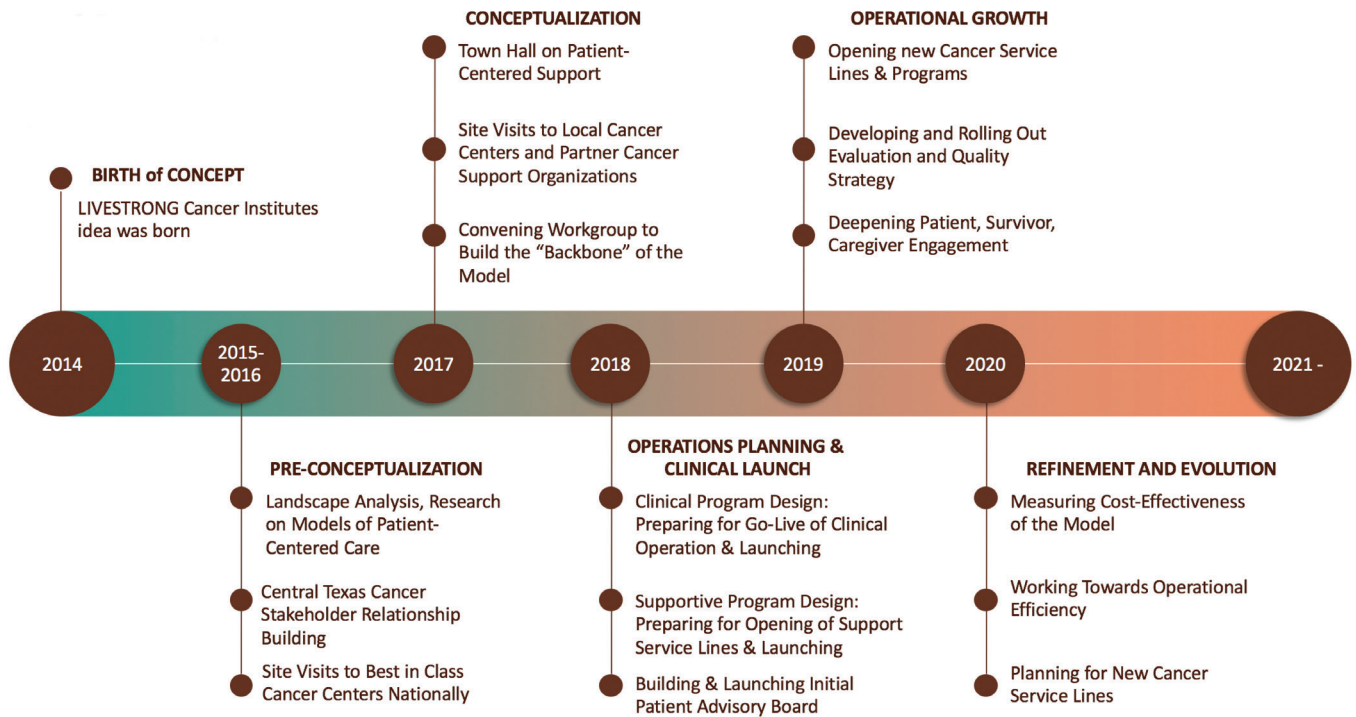 BIRTH of CONCEPT
LIVESTRONG Cancer Institutes
idea was born
CONCEPTUALIZATION
Town Hall on Patient-
Centered Support
Site Visits to Local Cancer
Centers and Partner Cancer
Support Organizations
Convening Workgroup to
Build the “Backbone” of the
Model
OPERATIONAL GROWTH
Opening new Cancer Service
Lines & Programs
Developing and Rolling Out
Evaluation and Quality
Strategy
Deepening Patient, Survivor,
Caregiver Engagement
2014
2015-
2016
2017
2018
2019
2020
2021 -
PRE-CONCEPTUALIZATION
Landscape Analysis, Research
on Models of Patient-
Centered Care
Central Texas Cancer
Stakeholder Relationship
Building
Site Visits to Best in Class
Cancer Centers Nationally
OPERATIONS PLANNING &
CLINICAL LAUNCH
Clinical Program Design:
Preparing for Go-Live of Clinical
Operation & Launching
Supportive Program Design:
Preparing for Opening of Support
Service Lines & Launching
Building & Launching Initial
Patient Advisory Board
REFINEMENT AND EVOLUTION
Measuring Cost-Effectiveness
of the Model
Working Towards Operational
Efficiency
Planning for New Cancer
Service Lines